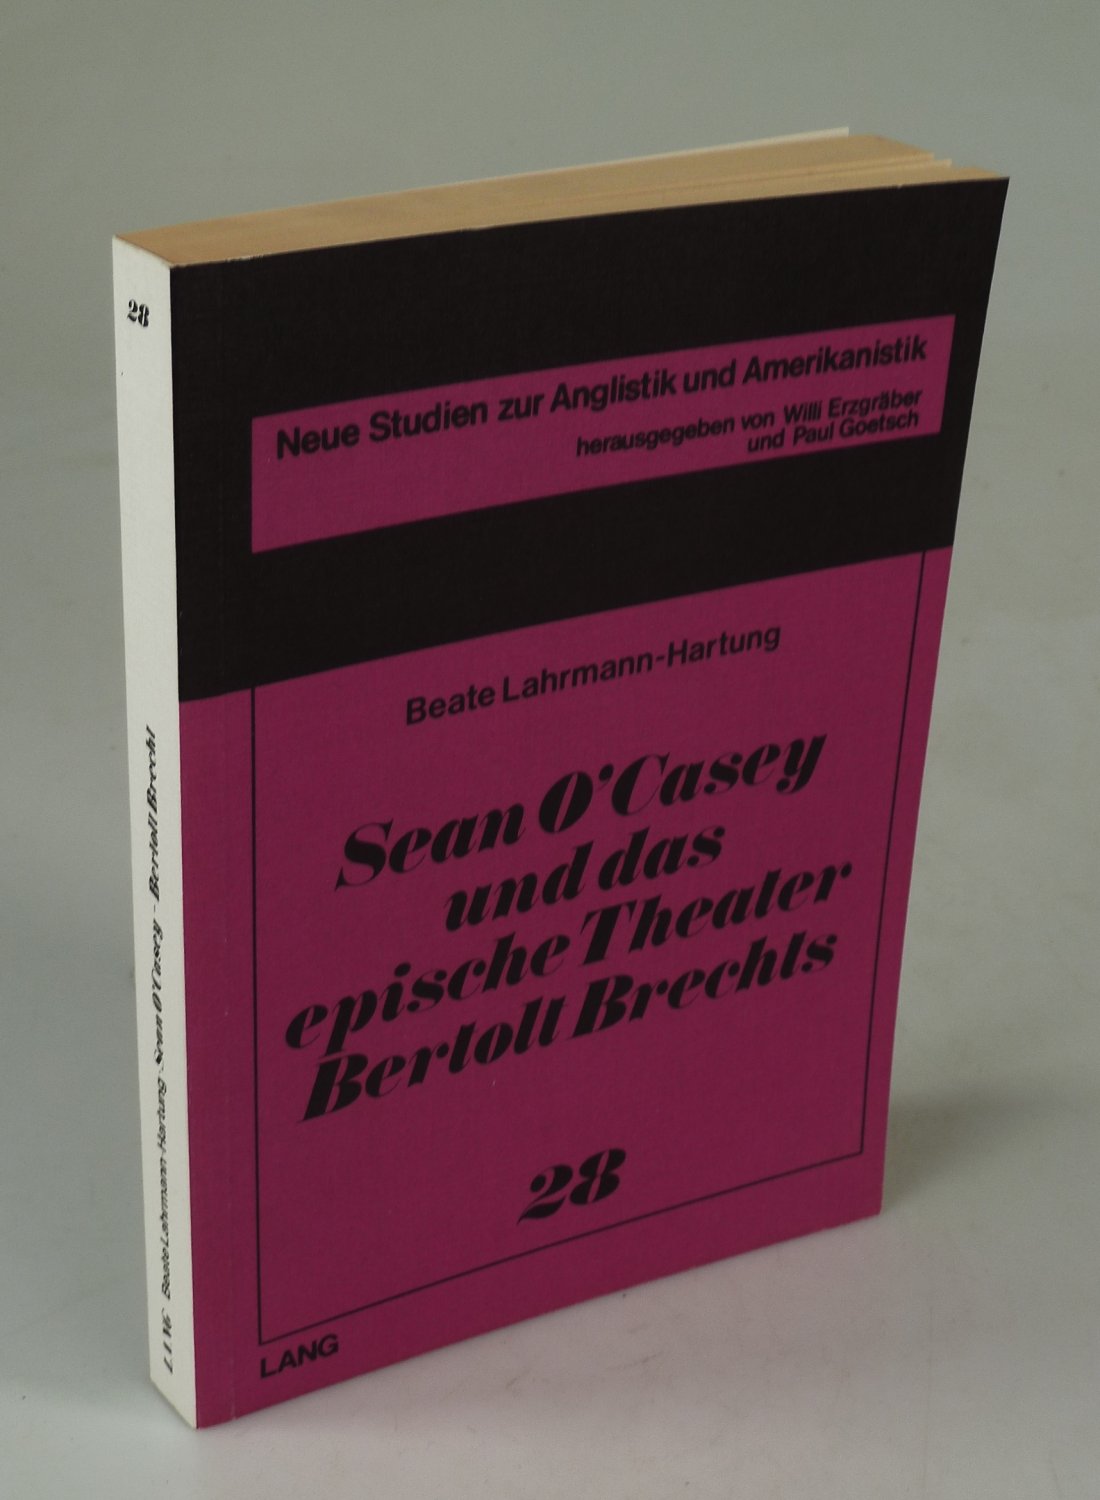 Neue Studien zur Anglistik und Amerikanistik
herausgegeben von Willi Erzgräber
und Paul Goetsch
Beate Lahrmann-Hartung
Sean O'Casey
und das
epische Theater
Bertolt Brechts
28
LANG
28
Beate Lahrmann-Hartung · Sean O'Casey - Bertolt Brecht
LANG